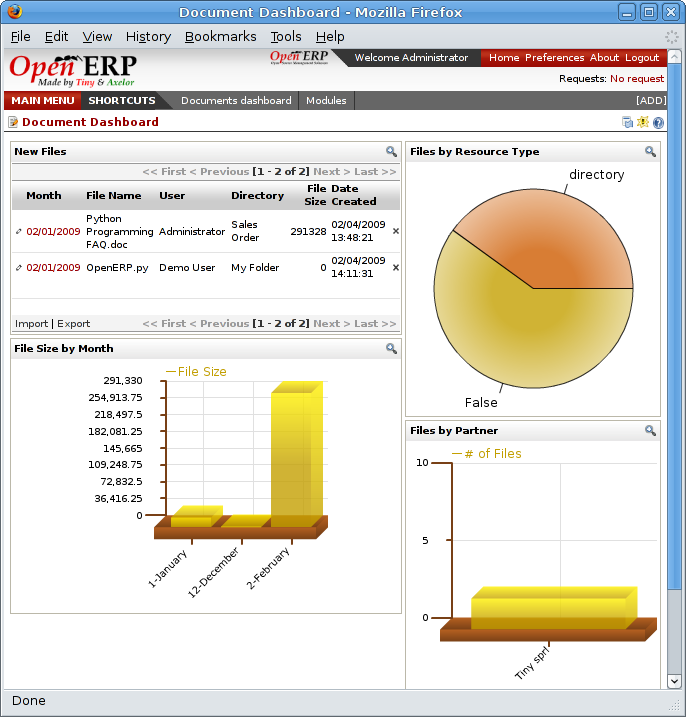 Document Dashboard - Mozilla Firefox
File Edit View History Bookmarks Tools Help
Open ERP
Made by Tiny & Axelor
Open ERP
Welcome Administrator
Home Preferences About Logout
Requests: No request
MAIN MENU SHORTCUTS Documents dashboard Modules [ADD]
Document Dashboard
New Files
<< First < Previous [1 - 2 of 2] Next > Last >>
Month File Name User Directory File Size Date Created
02/01/2009 Python Programming FAQ.doc Administrator Sales Order 291328 02/04/2009 13:48:21
02/01/2009 OpenERP.py Demo User My Folder 0 02/04/2009 14:11:31
Import | Export << First < Previous [1 - 2 of 2] Next > Last >>
File Size by Month
File Size
291,330
254,913.75
218,497.5
182,081.25
145,665
109,248.75
72,832.5
36,416.25
0
1-January
12-December
2-February
Files by Resource Type
directory
False
Files by Partner
# of Files
10
5
0
Tiny sprl
Done